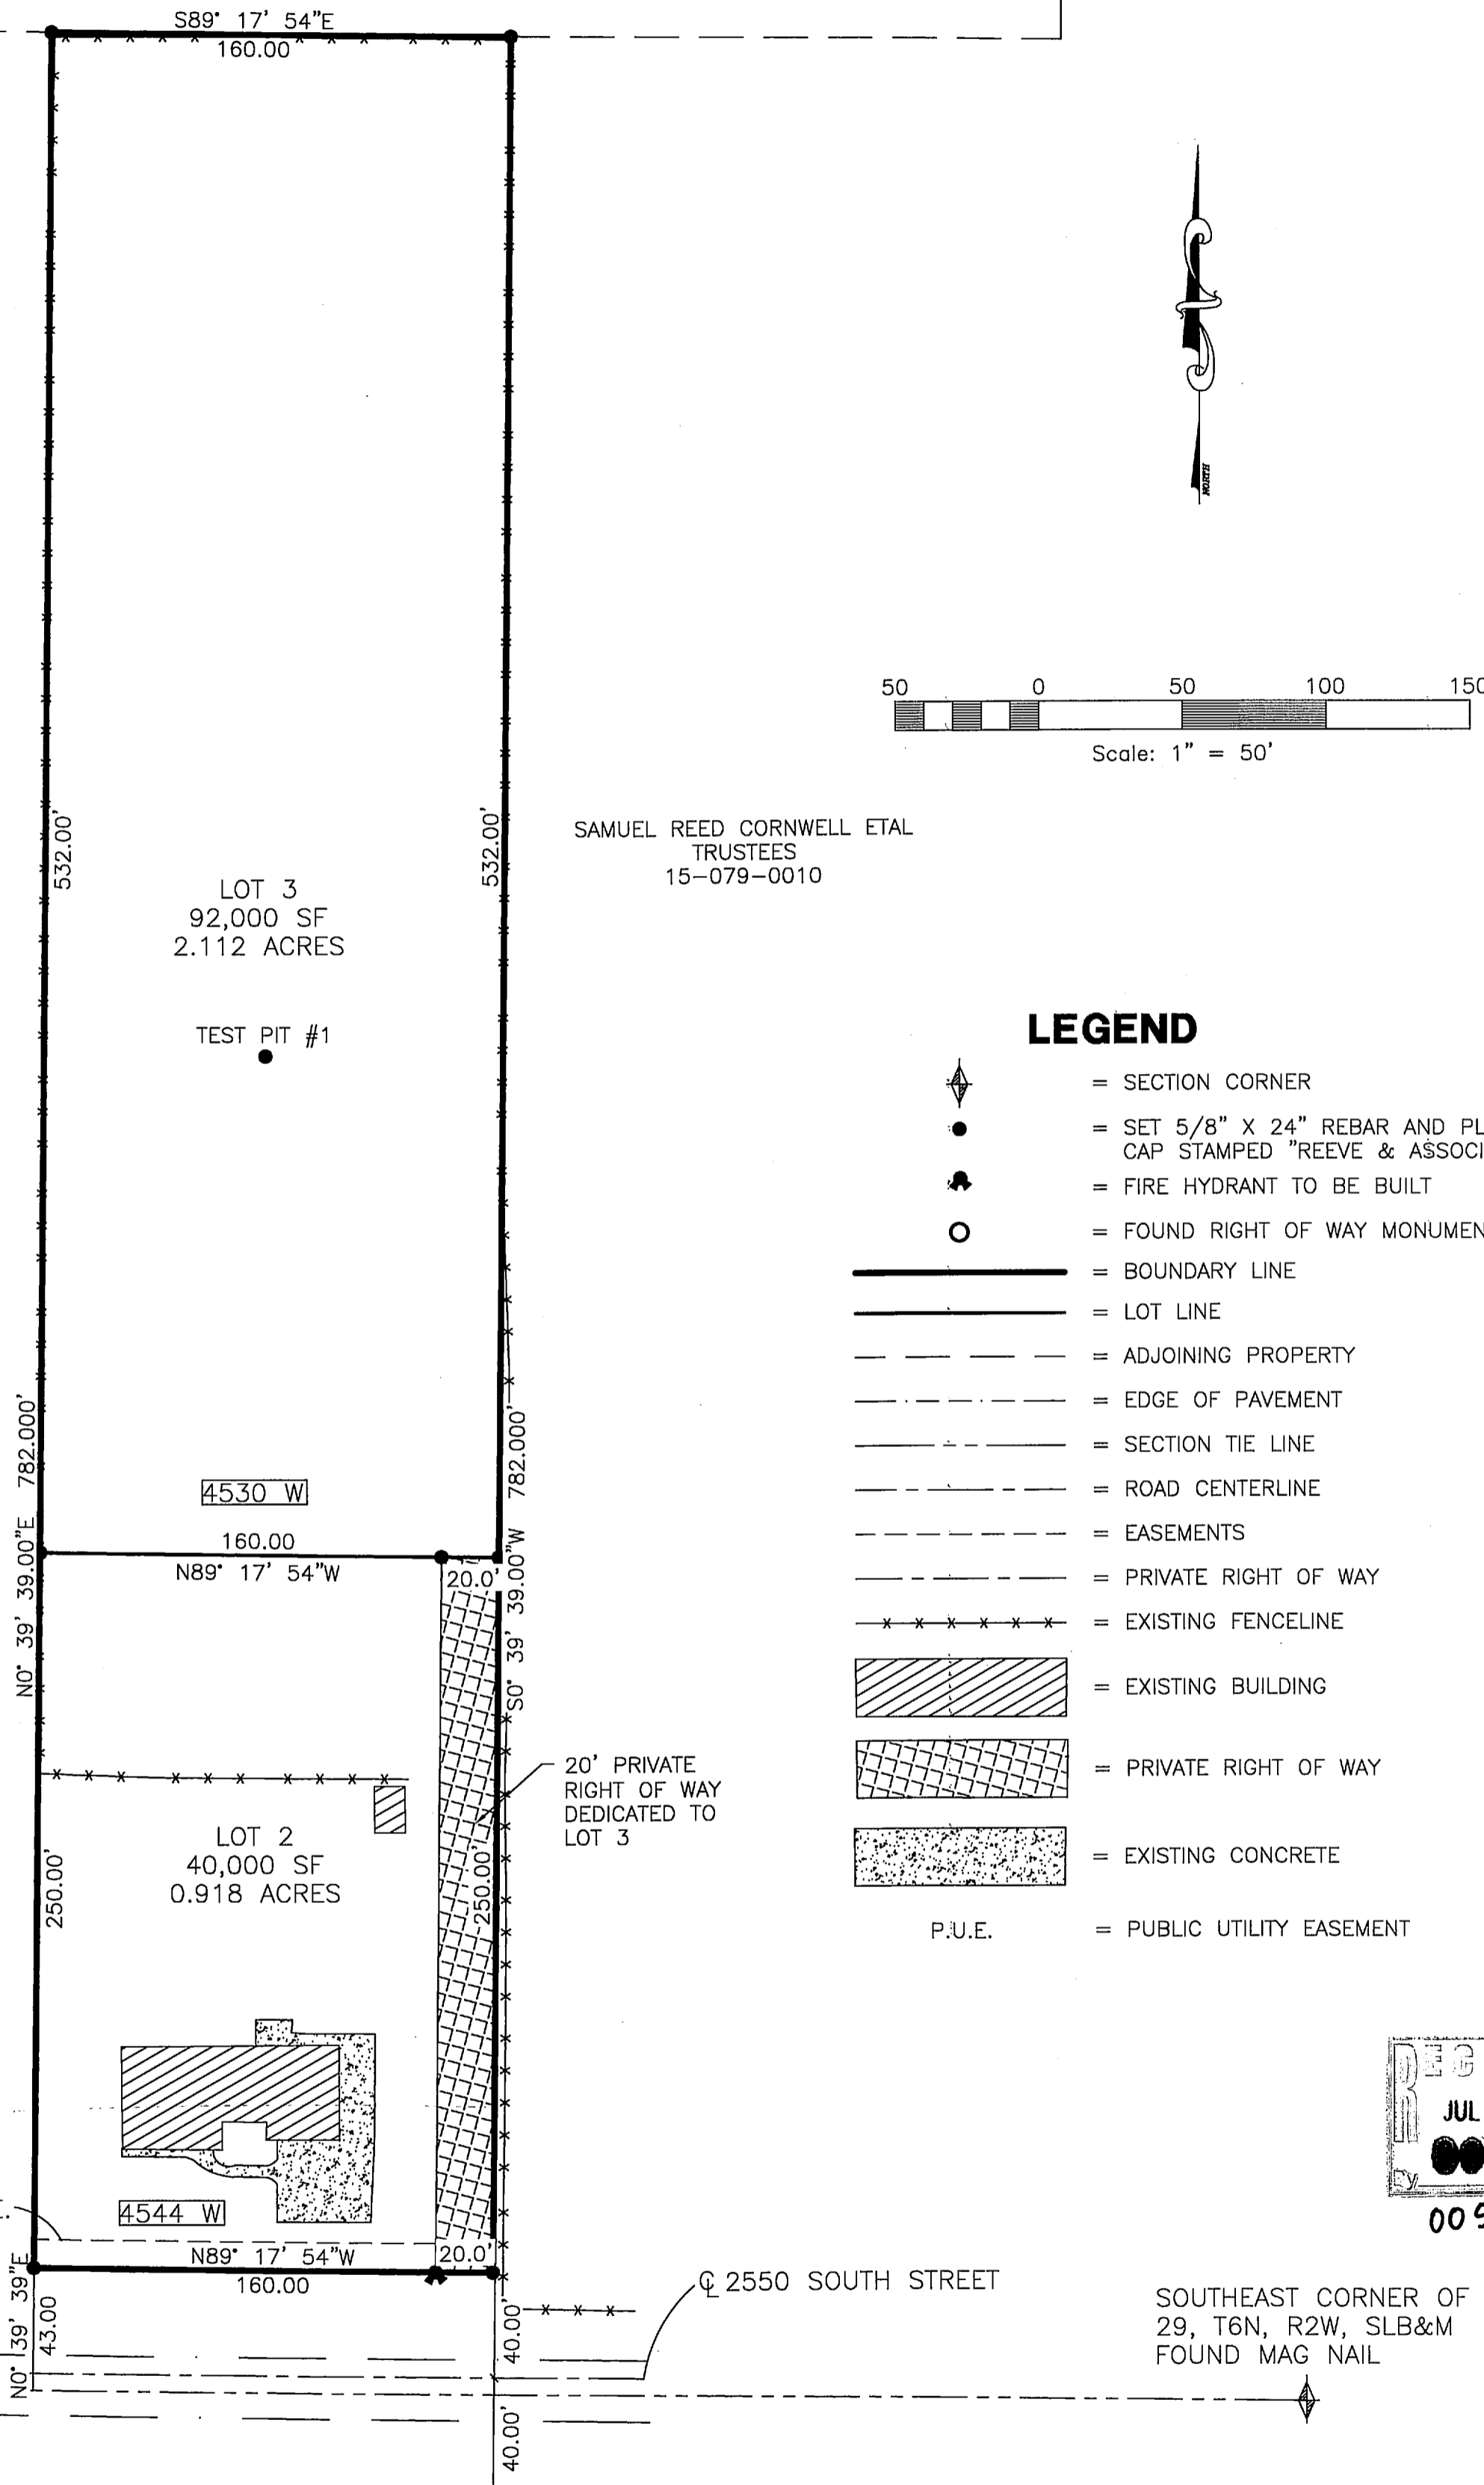 S89° 17' 54"E
160.00
NORTH
50 0 50 100 150
Scale: 1" = 50'
532.00'
532.00'
SAMUEL REED CORNWELL ETAL
TRUSTEES
15-079-0010
LOT 3
92,000 SF
2.112 ACRES
TEST PIT #1
LEGEND
= SECTION CORNER
= SET 5/8" X 24" REBAR AND PL
CAP STAMPED "REEVE & ASSOCI
= FIRE HYDRANT TO BE BUILT
= FOUND RIGHT OF WAY MONUMEN
= BOUNDARY LINE
= LOT LINE
= ADJOINING PROPERTY
= EDGE OF PAVEMENT
= SECTION TIE LINE
= ROAD CENTERLINE
= EASEMENTS
= PRIVATE RIGHT OF WAY
= EXISTING FENCELINE
= EXISTING BUILDING
= PRIVATE RIGHT OF WAY
= EXISTING CONCRETE
P.U.E. = PUBLIC UTILITY EASEMENT
N0° 39' 39.00"E 782.000'
S0° 39' 39.00"W 782.000'
4530 W
160.00
N89° 17' 54"W
20.0'
20' PRIVATE
RIGHT OF WAY
DEDICATED TO
LOT 3
LOT 2
40,000 SF
0.918 ACRES
250.00'
250.00'
4544 W
N89° 17' 54"W
160.00
20.0'
N0° 39' 39"E
43.00
40.00'
40.00'
℄ 2550 SOUTH STREET
SOUTHEAST CORNER OF
29, T6N, R2W, SLB&M
FOUND MAG NAIL
REC
JUL
By